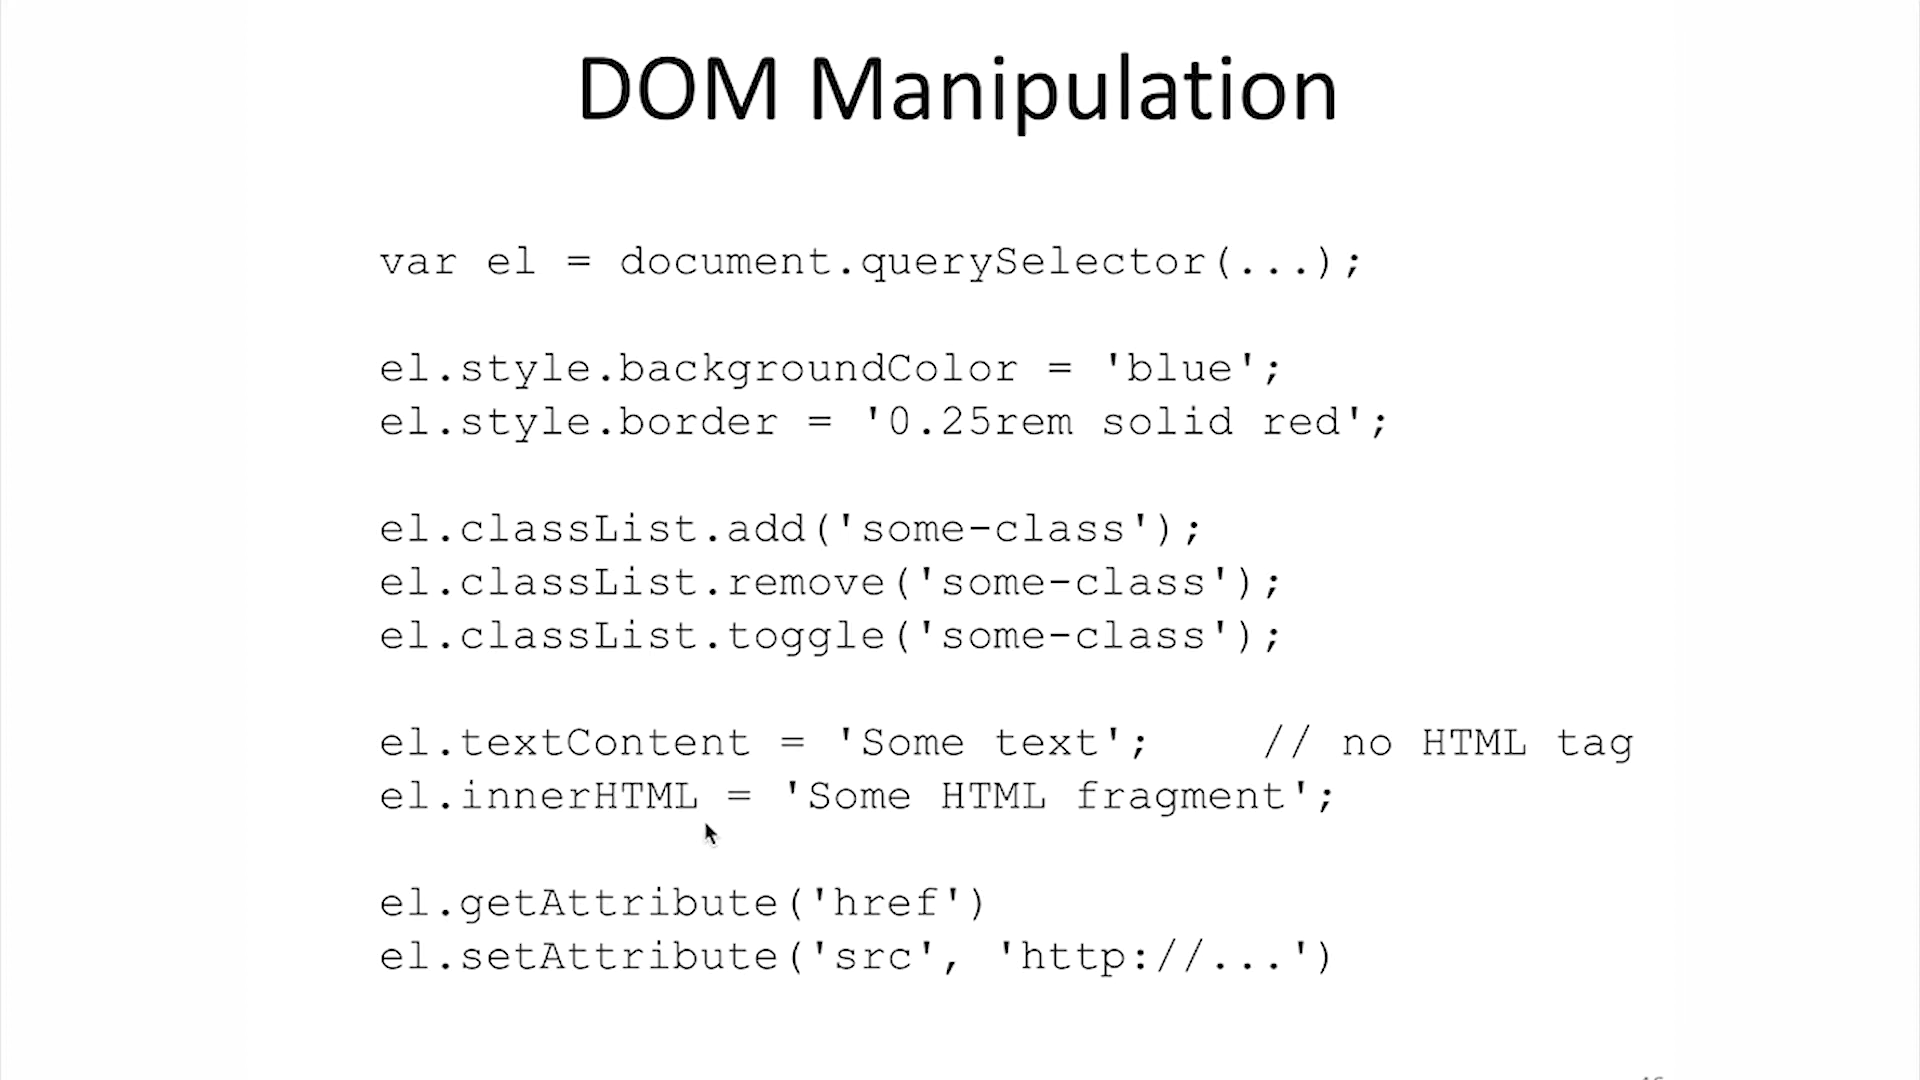 DOM Manipulation
var el = document.querySelector(...);
el.style.backgroundColor = 'blue';
el.style.border = '0.25rem solid red';
el.classList.add('some-class');
el.classList.remove('some-class');
el.classList.toggle('some-class');
el.textContent = 'Some text';    // no HTML tag
el.innerHTML = 'Some HTML fragment';
el.getAttribute('href')
el.setAttribute('src', 'http://...')